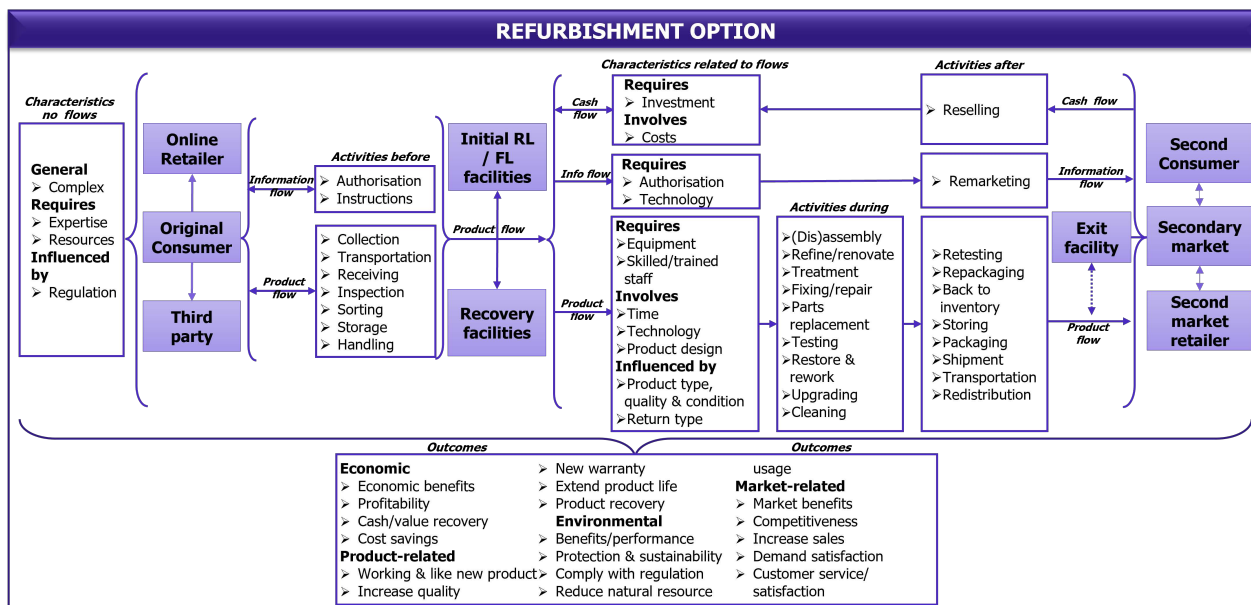 REFURBISHMENT OPTION
Characteristics
no flows
General
➢ Complex
Requires
➢ Expertise
➢ Resources
Influenced
by
➢ Regulation
Online
Retailer
Original
Consumer
Third
party
Information
flow
Product
flow
Activities before
➢ Authorisation
➢ Instructions
➢ Collection
➢ Transportation
➢ Receiving
➢ Inspection
➢ Sorting
➢ Storage
➢ Handling
Initial RL
/ FL
facilities
Product flow
Recovery
facilities
Cash
flow
Info flow
Product
flow
Characteristics related to flows
Requires
➢ Investment
Involves
➢ Costs
Requires
➢ Authorisation
➢ Technology
Requires
➢ Equipment
➢ Skilled/trained
staff
Involves
➢ Time
➢ Technology
➢ Product design
Influenced by
➢ Product type,
quality & condition
➢ Return type
Activities during
➢ (Dis)assembly
➢ Refine/renovate
➢ Treatment
➢ Fixing/repair
➢ Parts
replacement
➢ Testing
➢ Restore &
rework
➢ Upgrading
➢ Cleaning
Activities after
➢ Reselling
➢ Remarketing
➢ Retesting
➢ Repackaging
➢ Back to
inventory
➢ Storing
➢ Packaging
➢ Shipment
➢ Transportation
➢ Redistribution
Cash flow
Information
flow
Exit
facility
Product
flow
Second
Consumer
Secondary
market
Second
market
retailer
Outcomes
Outcomes
Economic
➢ Economic benefits
➢ Profitability
➢ Cash/value recovery
➢ Cost savings
Product-related
➢ Working & like new product
➢ Increase quality
➢ New warranty
➢ Extend product life
➢ Product recovery
Environmental
➢ Benefits/performance
➢ Protection & sustainability
➢ Comply with regulation
➢ Reduce natural resource
usage
Market-related
➢ Market benefits
➢ Competitiveness
➢ Increase sales
➢ Demand satisfaction
➢ Customer service/
satisfaction